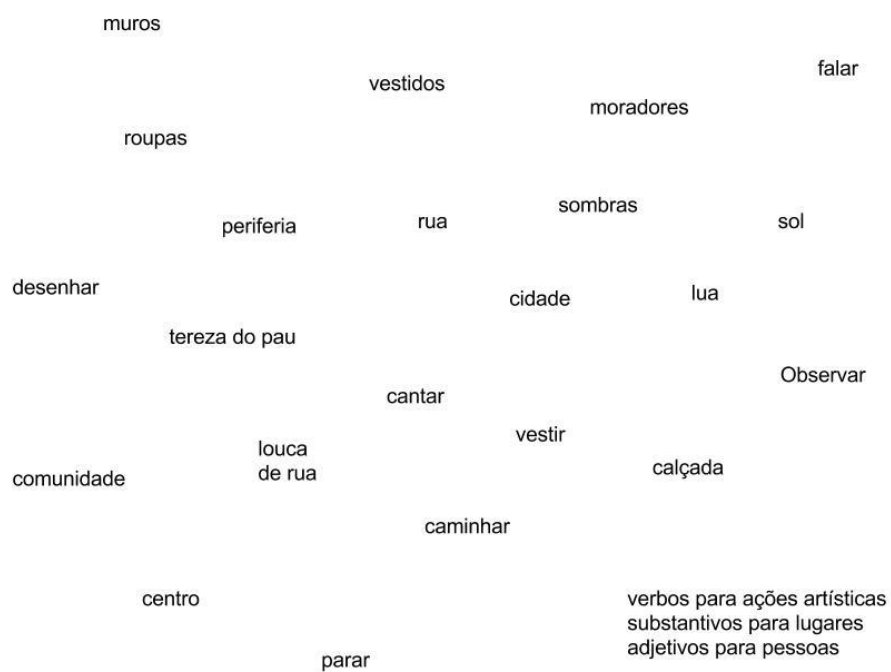 muros
falar
vestidos
moradores
roupas
sombras
periferia
rua
sol
desenhar
cidade
lua
tereza do pau
Observar
cantar
vestir
louca
de rua
calçada
comunidade
caminhar
centro
verbos para ações artísticas
substantivos para lugares
adjetivos para pessoas
parar